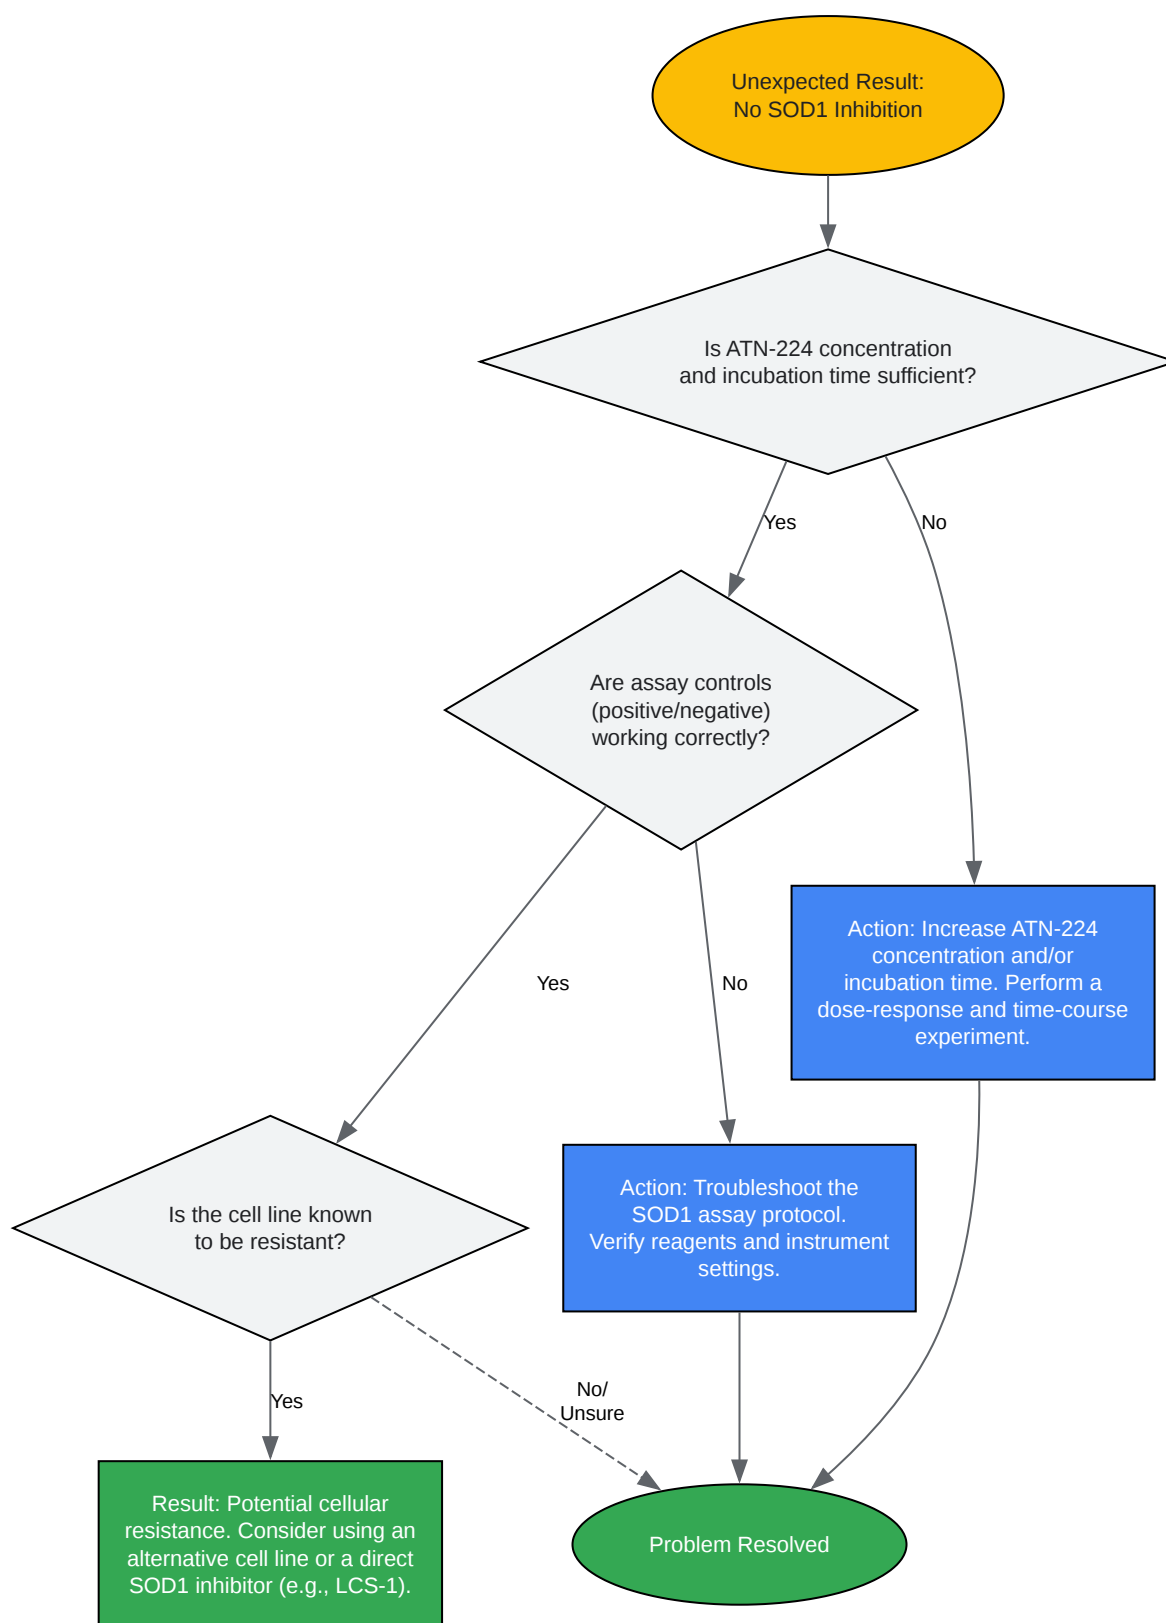 Unexpected Result:
No SOD1 Inhibition
Is ATN-224 concentration
and incubation time sufficient?
Yes
No
Are assay controls
(positive/negative)
working correctly?
Action: Increase ATN-224
concentration and/or
incubation time. Perform a
dose-response and time-course
experiment.
Yes
No
Is the cell line known
to be resistant?
Action: Troubleshoot the
SOD1 assay protocol.
Verify reagents and instrument
settings.
Yes
No/
Unsure
Result: Potential cellular
resistance. Consider using an
alternative cell line or a direct
SOD1 inhibitor (e.g., LCS-1).
Problem Resolved